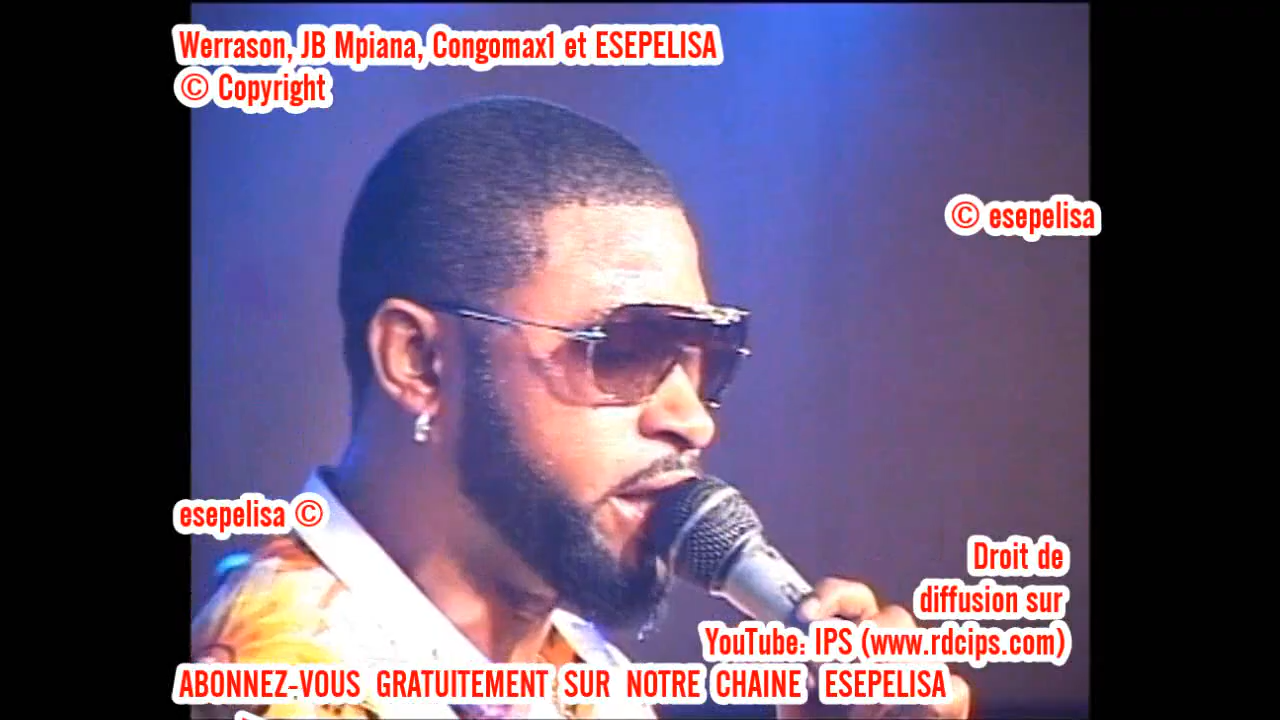 Werrason, JB Mpiana, Congomax1 et ESEPELISA
© Copyright
© esepelisa
esepelisa ©
Droit de
diffusion sur
YouTube: IPS (www.rdcips.com)
ABONNEZ-VOUS GRATUITEMENT SUR NOTRE CHAINE ESEPELISA